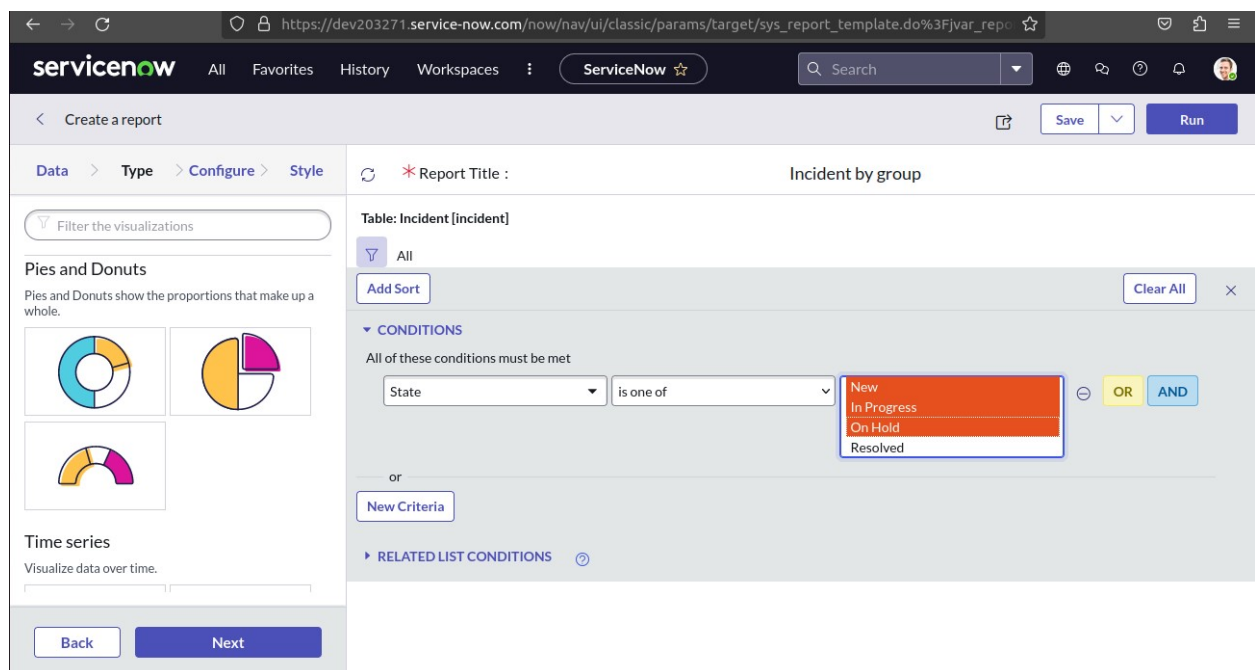 https://dev203271.service-now.com/now/nav/ui/classic/params/target/sys_report_template.do%3Fjvar_repo
servicenow All Favorites History Workspaces ServiceNow Search
Create a report Save Run
Data Type Configure Style
Report Title : Incident by group
Filter the visualizations
Table: Incident [incident]
All
Pies and Donuts
Pies and Donuts show the proportions that make up a
whole.
Add Sort Clear All
CONDITIONS
All of these conditions must be met
State is one of
New
In Progress
On Hold
Resolved
OR AND
or
New Criteria
RELATED LIST CONDITIONS
Time series
Visualize data over time.
Back Next